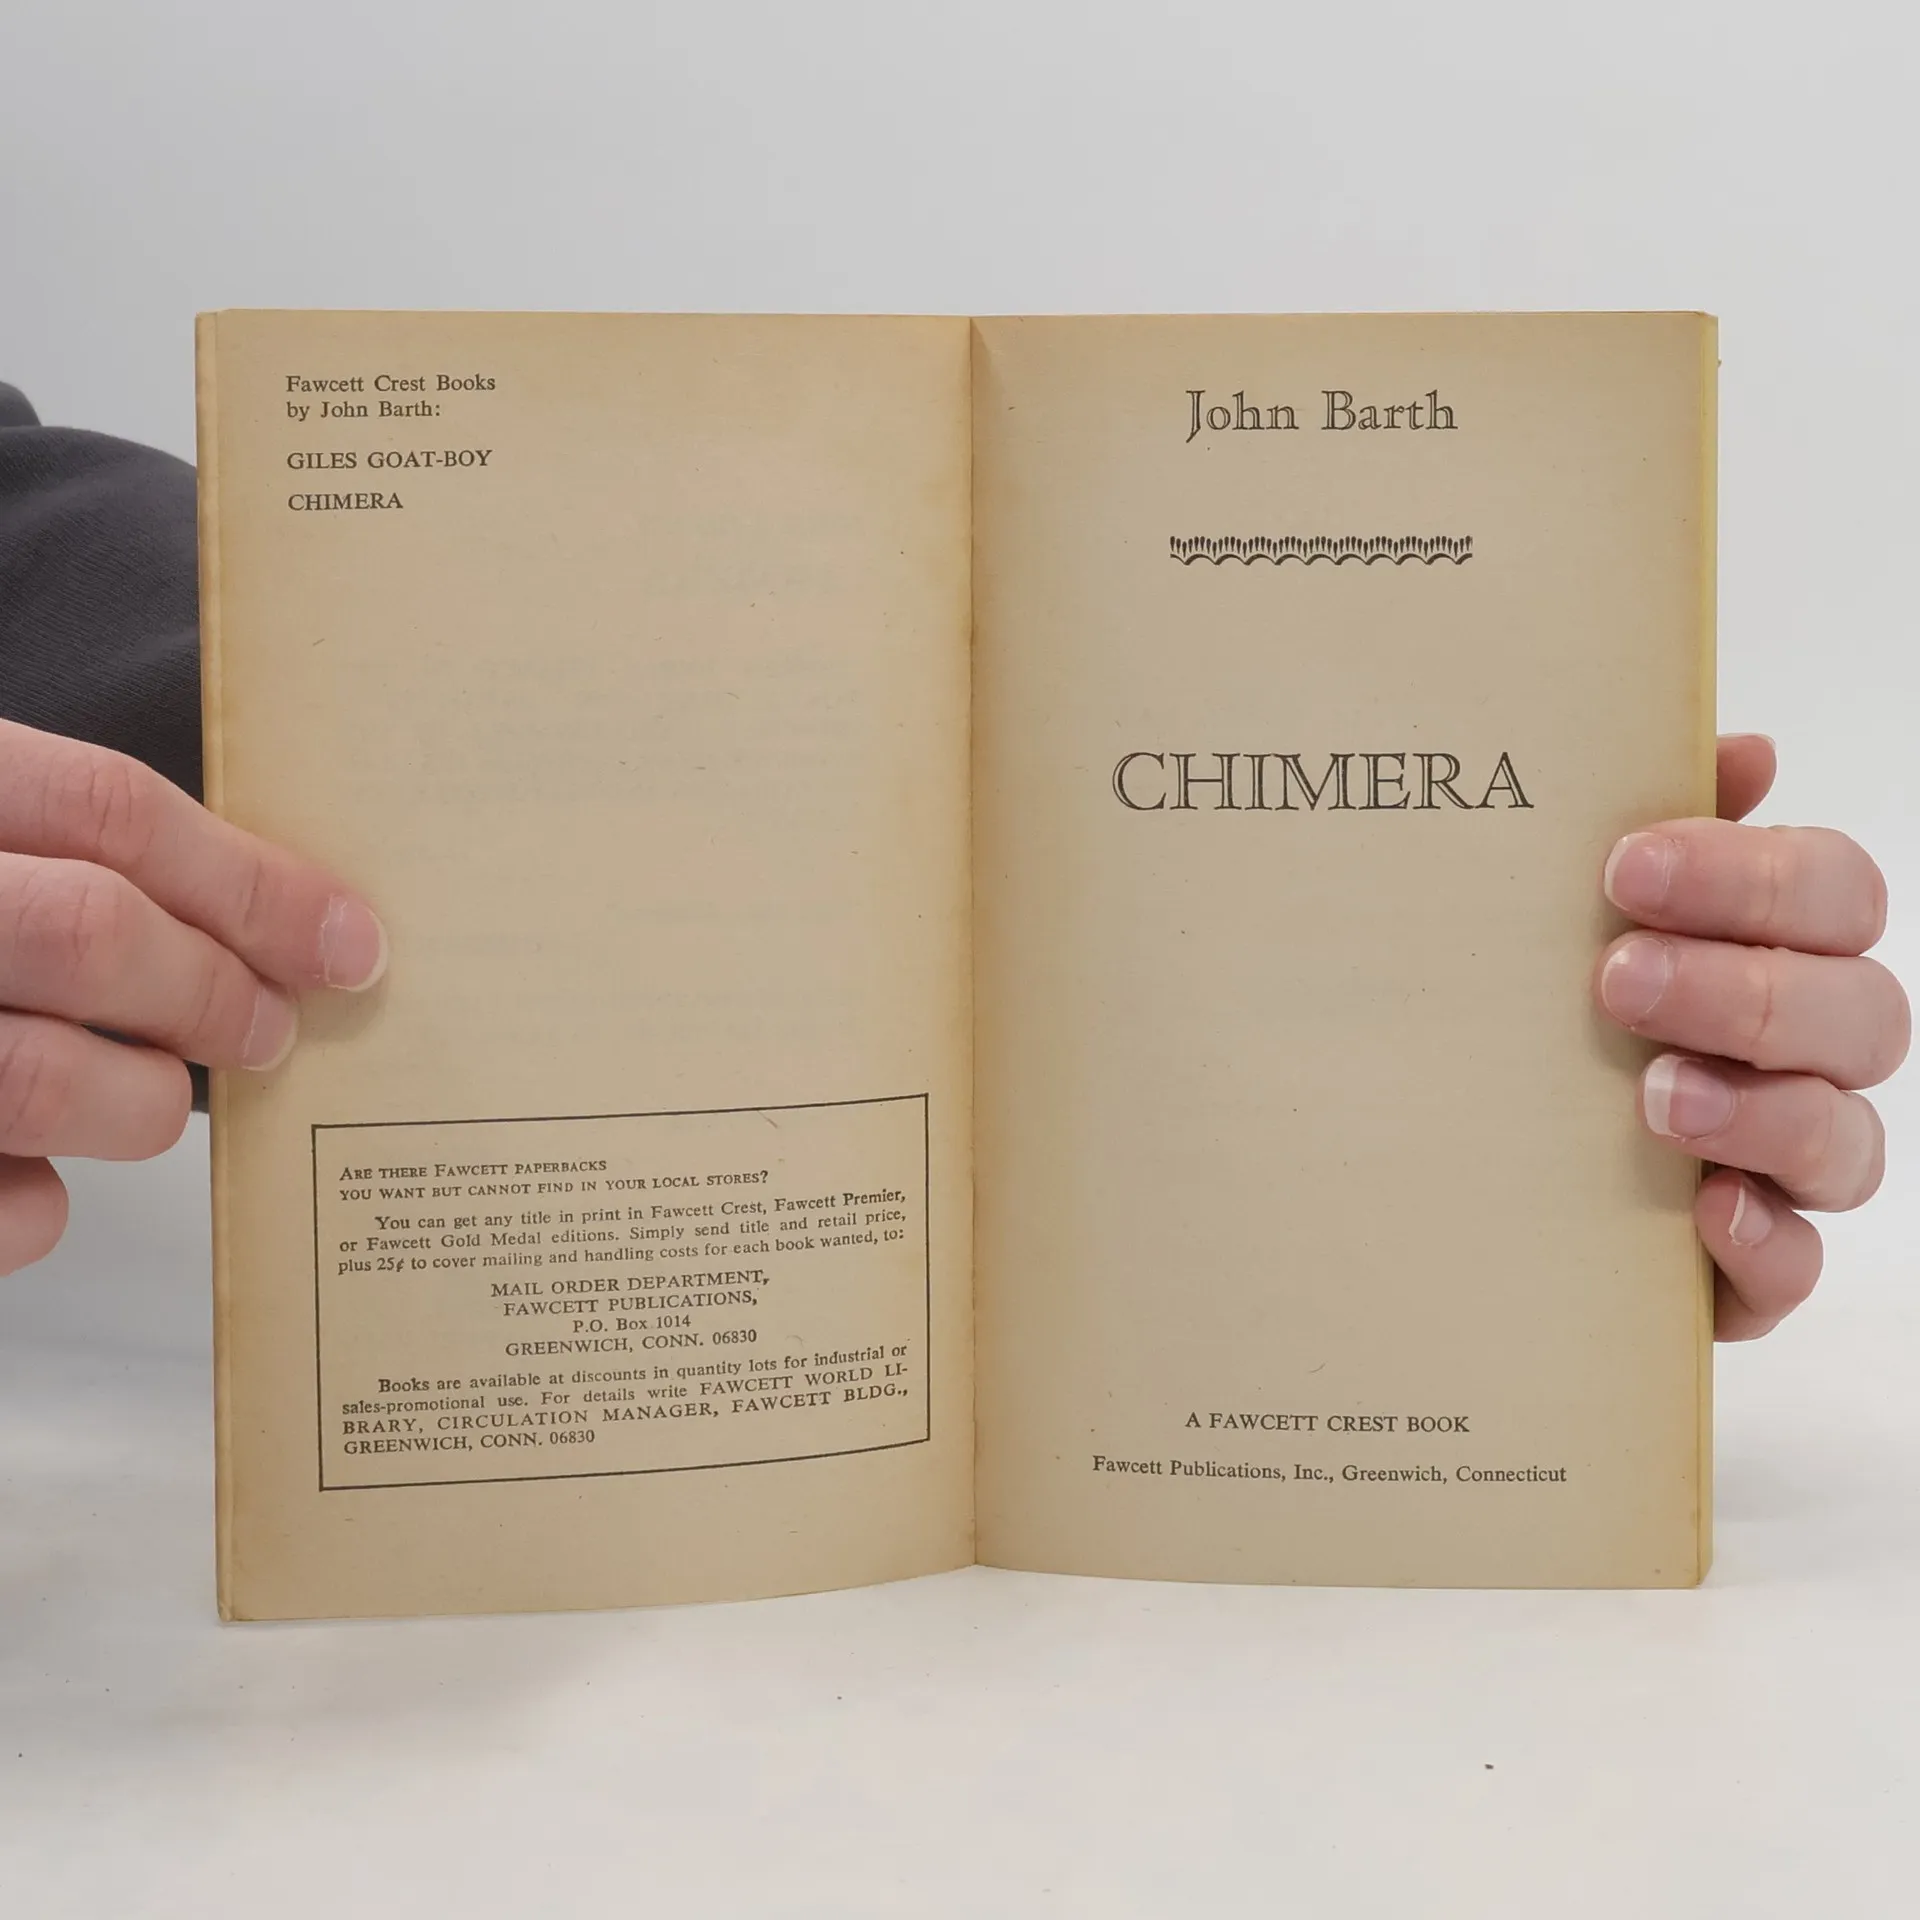 Fawcett Crest Books
by John Barth:
GILES GOAT-BOY
CHIMERA
ARE THERE FAWCETT PAPERBACKS
YOU WANT BUT CANNOT FIND IN YOUR LOCAL STORES?
You can get any title in print in Fawcett Crest, Fawcett Premier,
or Fawcett Gold Medal editions. Simply send title and retail price,
plus 25¢ to cover mailing and handling costs for each book wanted, to:
MAIL ORDER DEPARTMENT,
FAWCETT PUBLICATIONS,
P.O. Box 1014
GREENWICH, CONN. 06830
Books are available at discounts in quantity lots for industrial or
sales-promotional use. For details write FAWCETT WORLD LI-
BRARY, CIRCULATION MANAGER, FAWCETT BLDG.,
GREENWICH, CONN. 06830
John Barth
CHIMERA
A FAWCETT CREST BOOK
Fawcett Publications, Inc., Greenwich, Connecticut